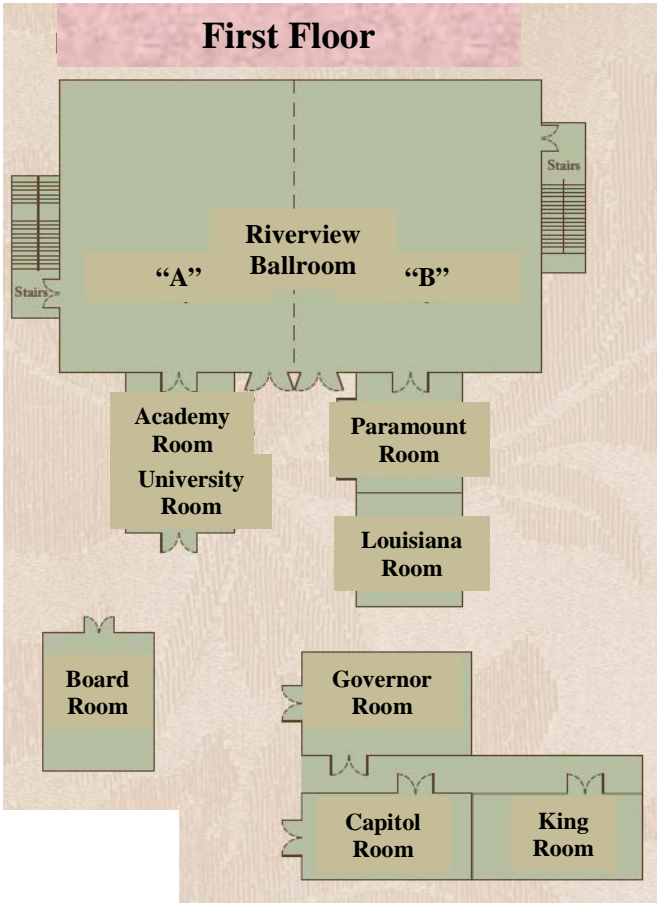 First Floor
Stairs
Riverview
Ballroom
“A”
“B”
Stairs
Academy
Room
University
Room
Paramount
Room
Louisiana
Room
Board
Room
Governor
Room
Capitol
Room
King
Room